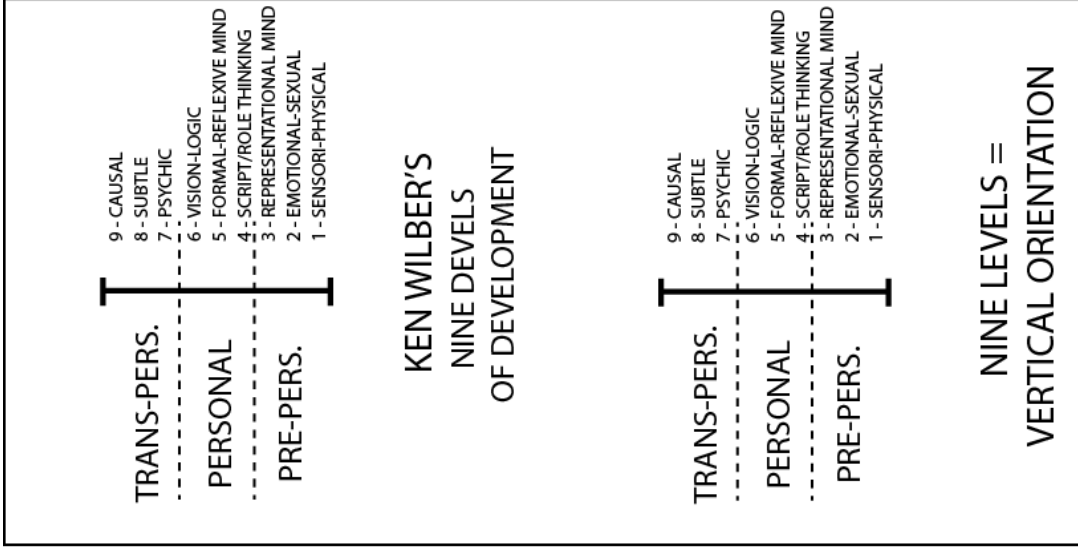 TRANS-PERS.
PERSONAL
PRE-PERS.
9 - CAUSAL
8 - SUBTLE
7 - PSYCHIC
6 - VISION-LOGIC
5 - FORMAL-REFLEXIVE MIND
4 - SCRIPT/ROLE THINKING
3 - REPRESENTATIONAL MIND
2 - EMOTIONAL-SEXUAL
1 - SENSORI-PHYSICAL
KEN WILBER'S
NINE DEVELS
OF DEVELOPMENT
TRANS-PERS.
PERSONAL
PRE-PERS.
9 - CAUSAL
8 - SUBTLE
7 - PSYCHIC
6 - VISION-LOGIC
5 - FORMAL-REFLEXIVE MIND
4 - SCRIPT/ROLE THINKING
3 - REPRESENTATIONAL MIND
2 - EMOTIONAL-SEXUAL
1 - SENSORI-PHYSICAL
NINE LEVELS =
VERTICAL ORIENTATION